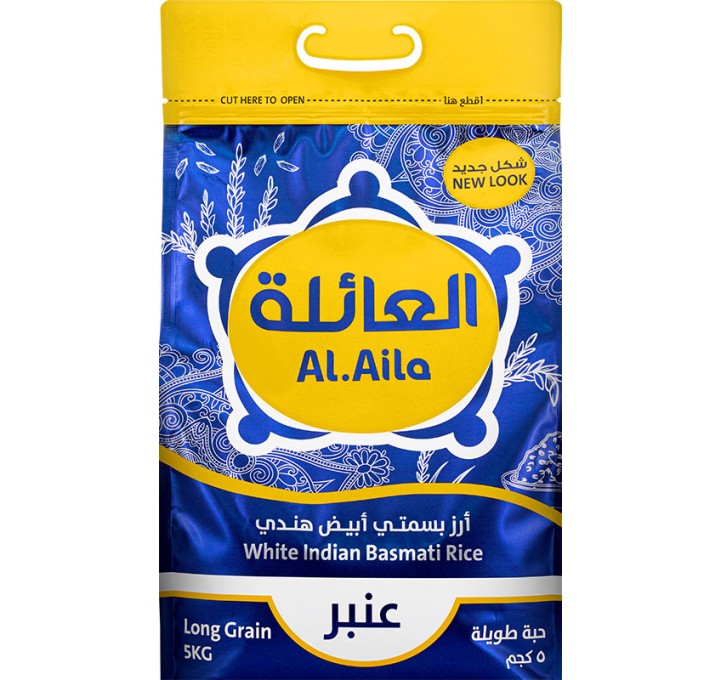 CUT HERE TO OPEN
اقطع هنا
شكل جديد
NEW LOOK
العائلة
AL.Aila
أرز بسمتي أبيض هندي
White Indian Basmati Rice
عنبر
Long Grain
5KG
حبة طويلة
٥ كجم